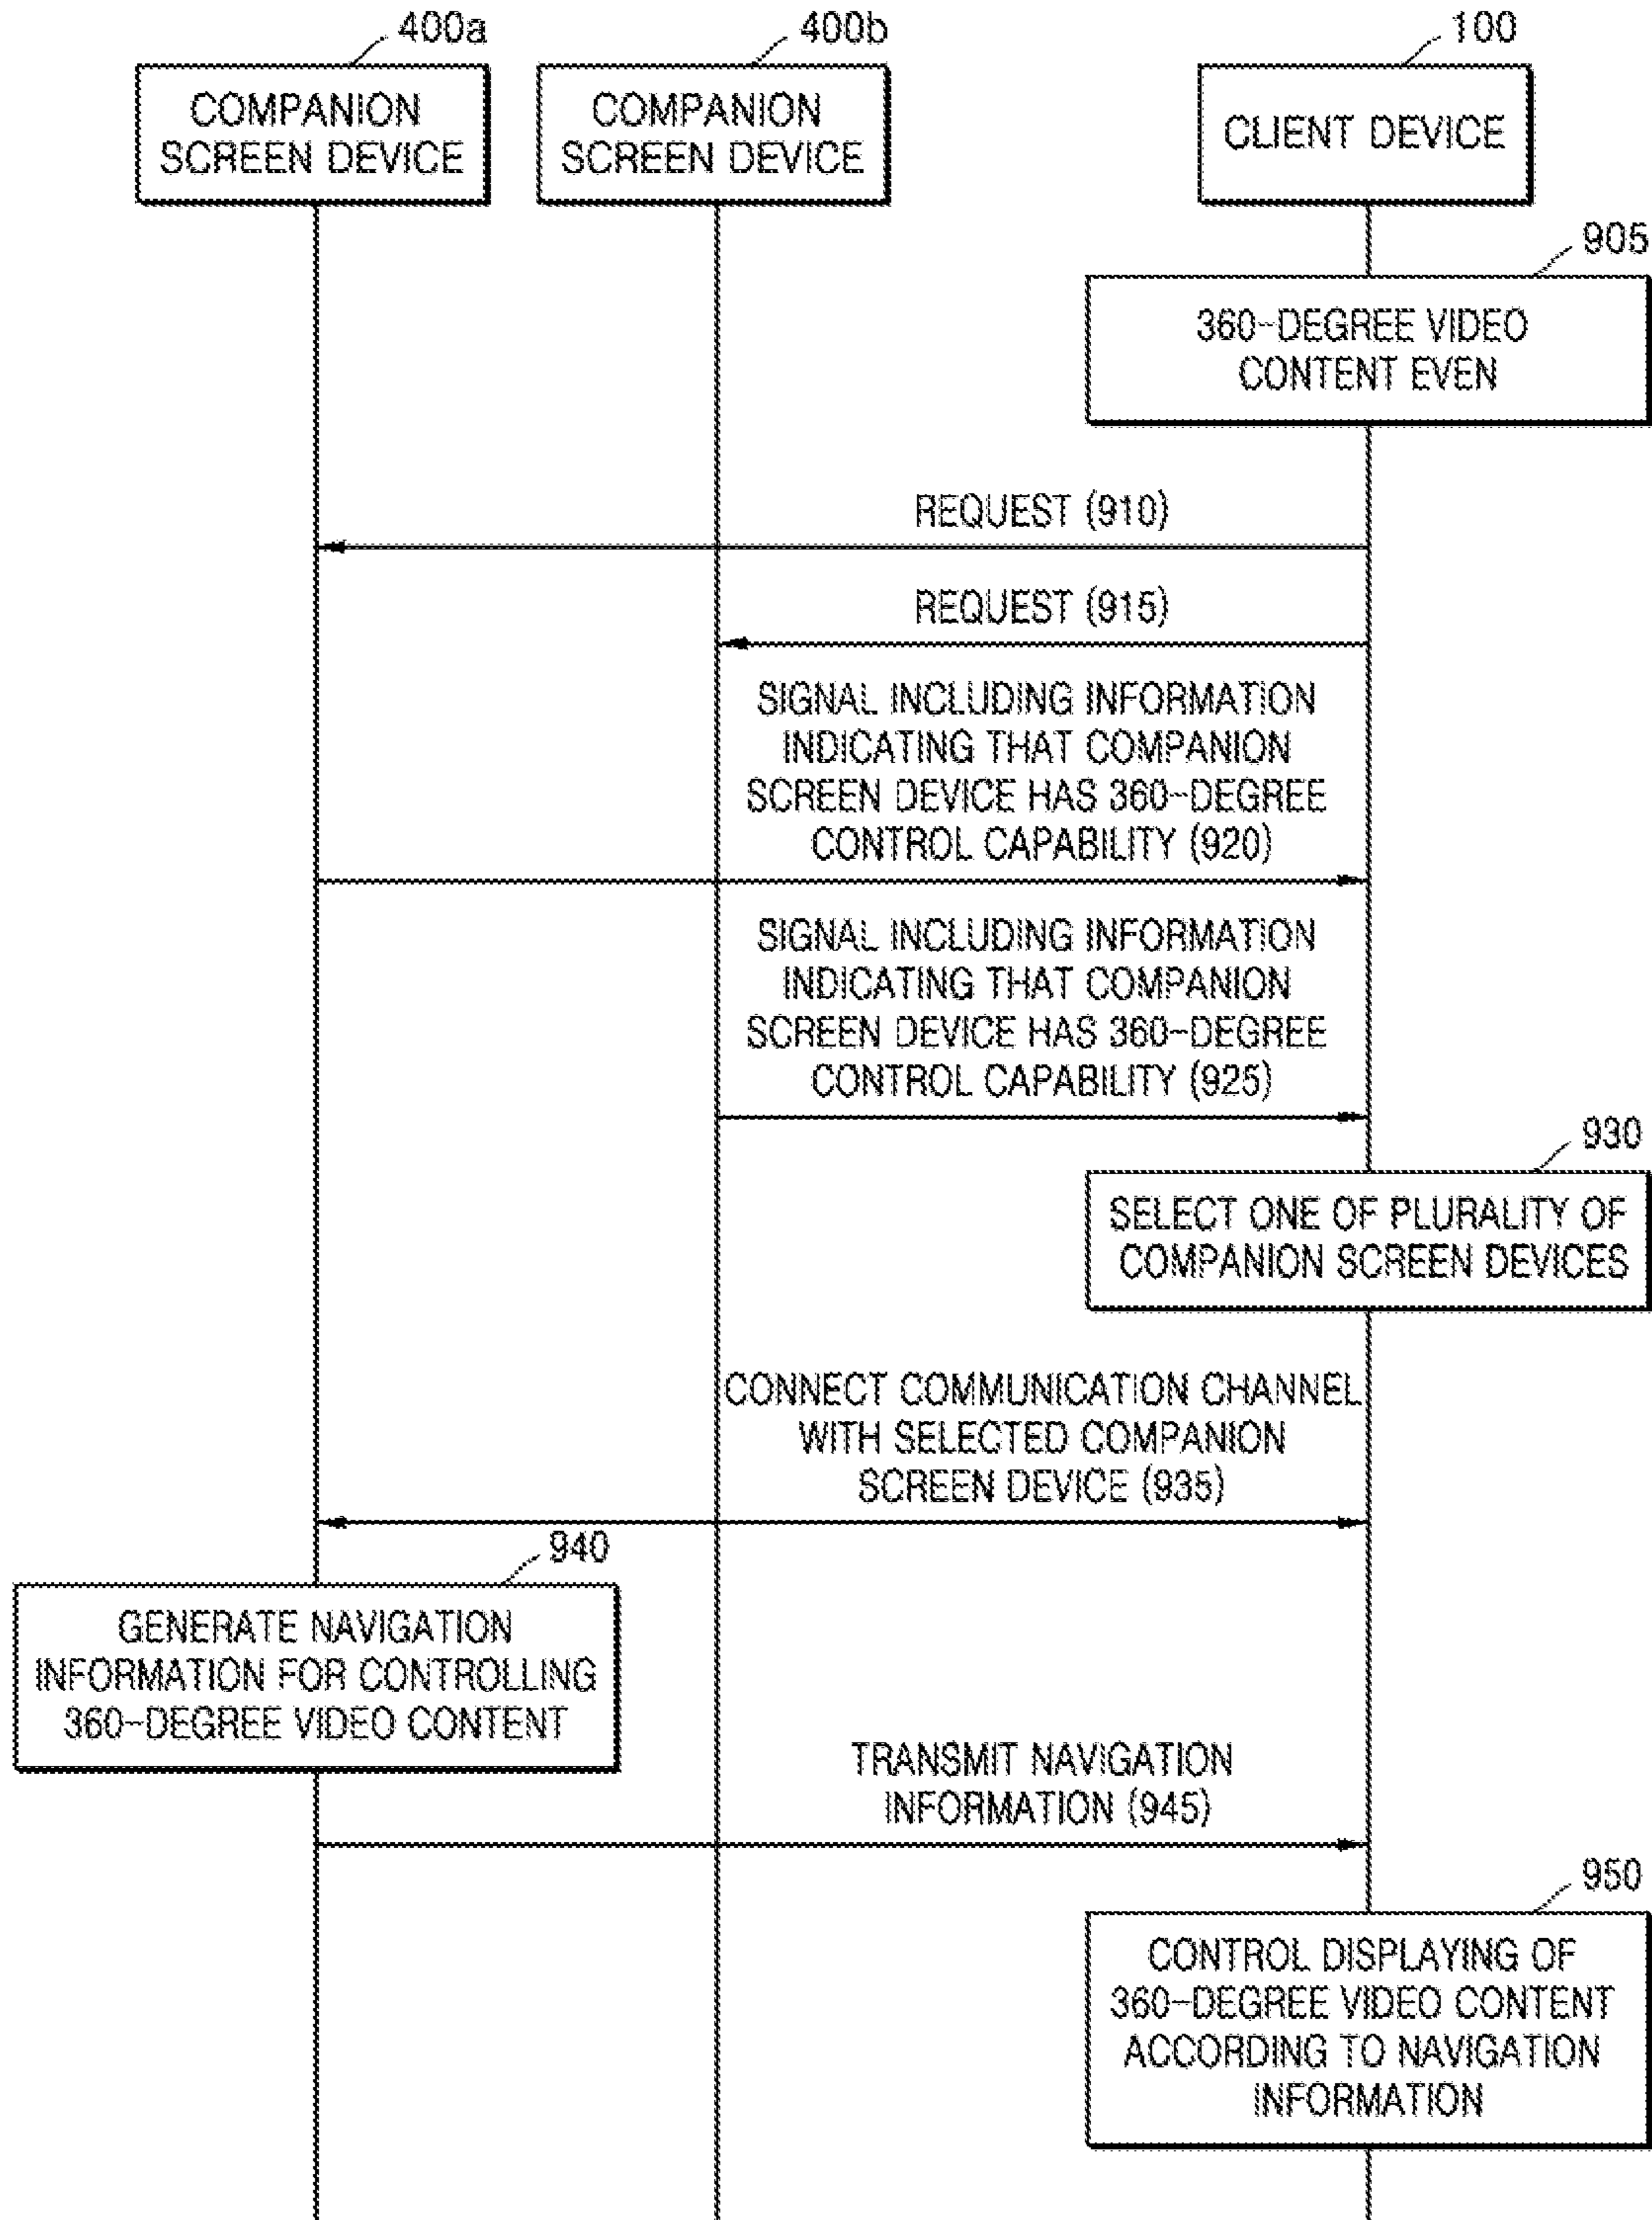 400a
400b
100
COMPANION
SCREEN DEVICE
COMPANION
SCREEN DEVICE
CLIENT DEVICE
905
360-DEGREE VIDEO
CONTENT EVEN
REQUEST (910)
REQUEST (915)
SIGNAL INCLUDING INFORMATION
INDICATING THAT COMPANION
SCREEN DEVICE HAS 360-DEGREE
CONTROL CAPABILITY (920)
SIGNAL INCLUDING INFORMATION
INDICATING THAT COMPANION
SCREEN DEVICE HAS 360-DEGREE
CONTROL CAPABILITY (925)
930
SELECT ONE OF PLURALITY OF
COMPANION SCREEN DEVICES
CONNECT COMMUNICATION CHANNEL
WITH SELECTED COMPANION
SCREEN DEVICE (935)
940
GENERATE NAVIGATION
INFORMATION FOR CONTROLLING
360-DEGREE VIDEO CONTENT
TRANSMIT NAVIGATION
INFORMATION (945)
950
CONTROL DISPLAYING OF
360-DEGREE VIDEO CONTENT
ACCORDING TO NAVIGATION
INFORMATION